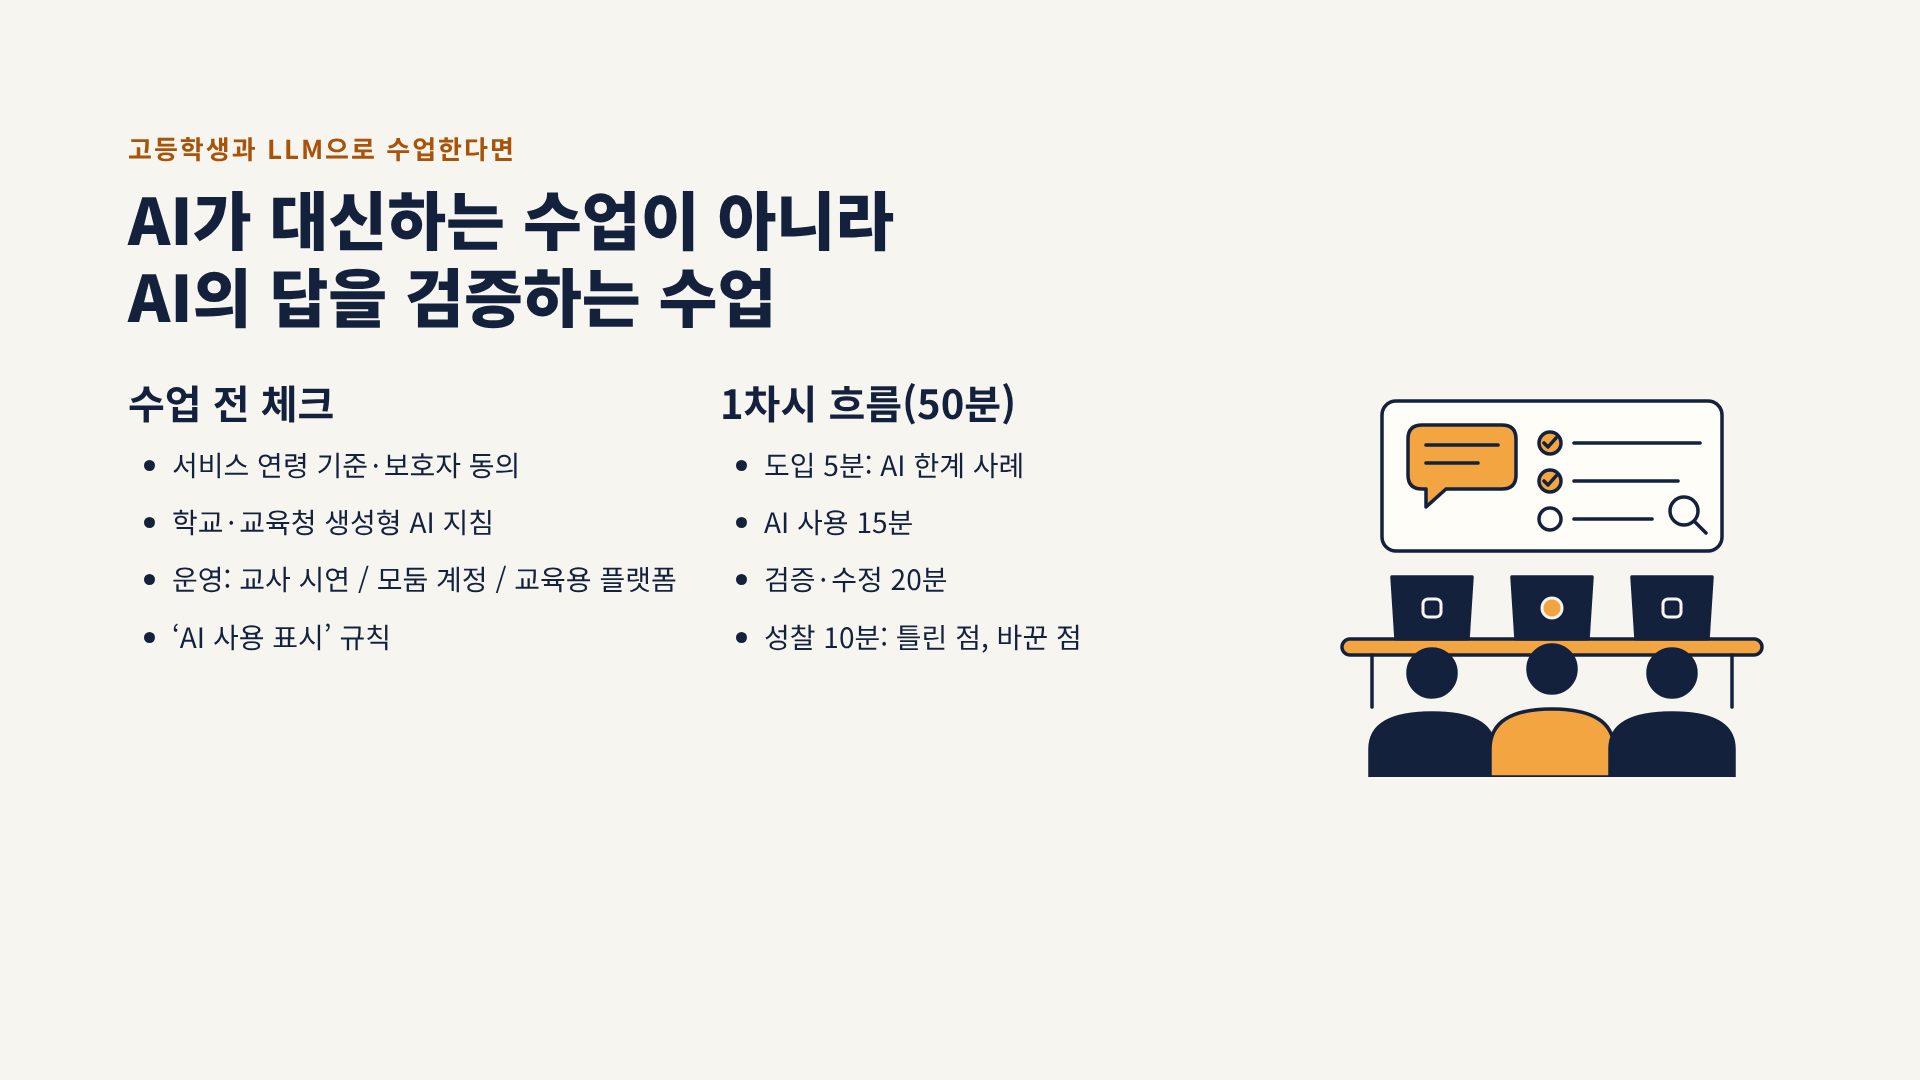 고등학생과 LLM으로 수업한다면
AI가 대신하는 수업이 아니라
AI의 답을 검증하는 수업
수업 전 체크
서비스 연령 기준·보호자 동의
학교·교육청 생성형 AI 지침
운영: 교사 시연 / 모둠 계정 / 교육용 플랫폼
‘AI 사용 표시’ 규칙
1차시 흐름(50분)
도입 5분: AI 한계 사례
AI 사용 15분
검증·수정 20분
성찰 10분: 틀린 점, 바꾼 점